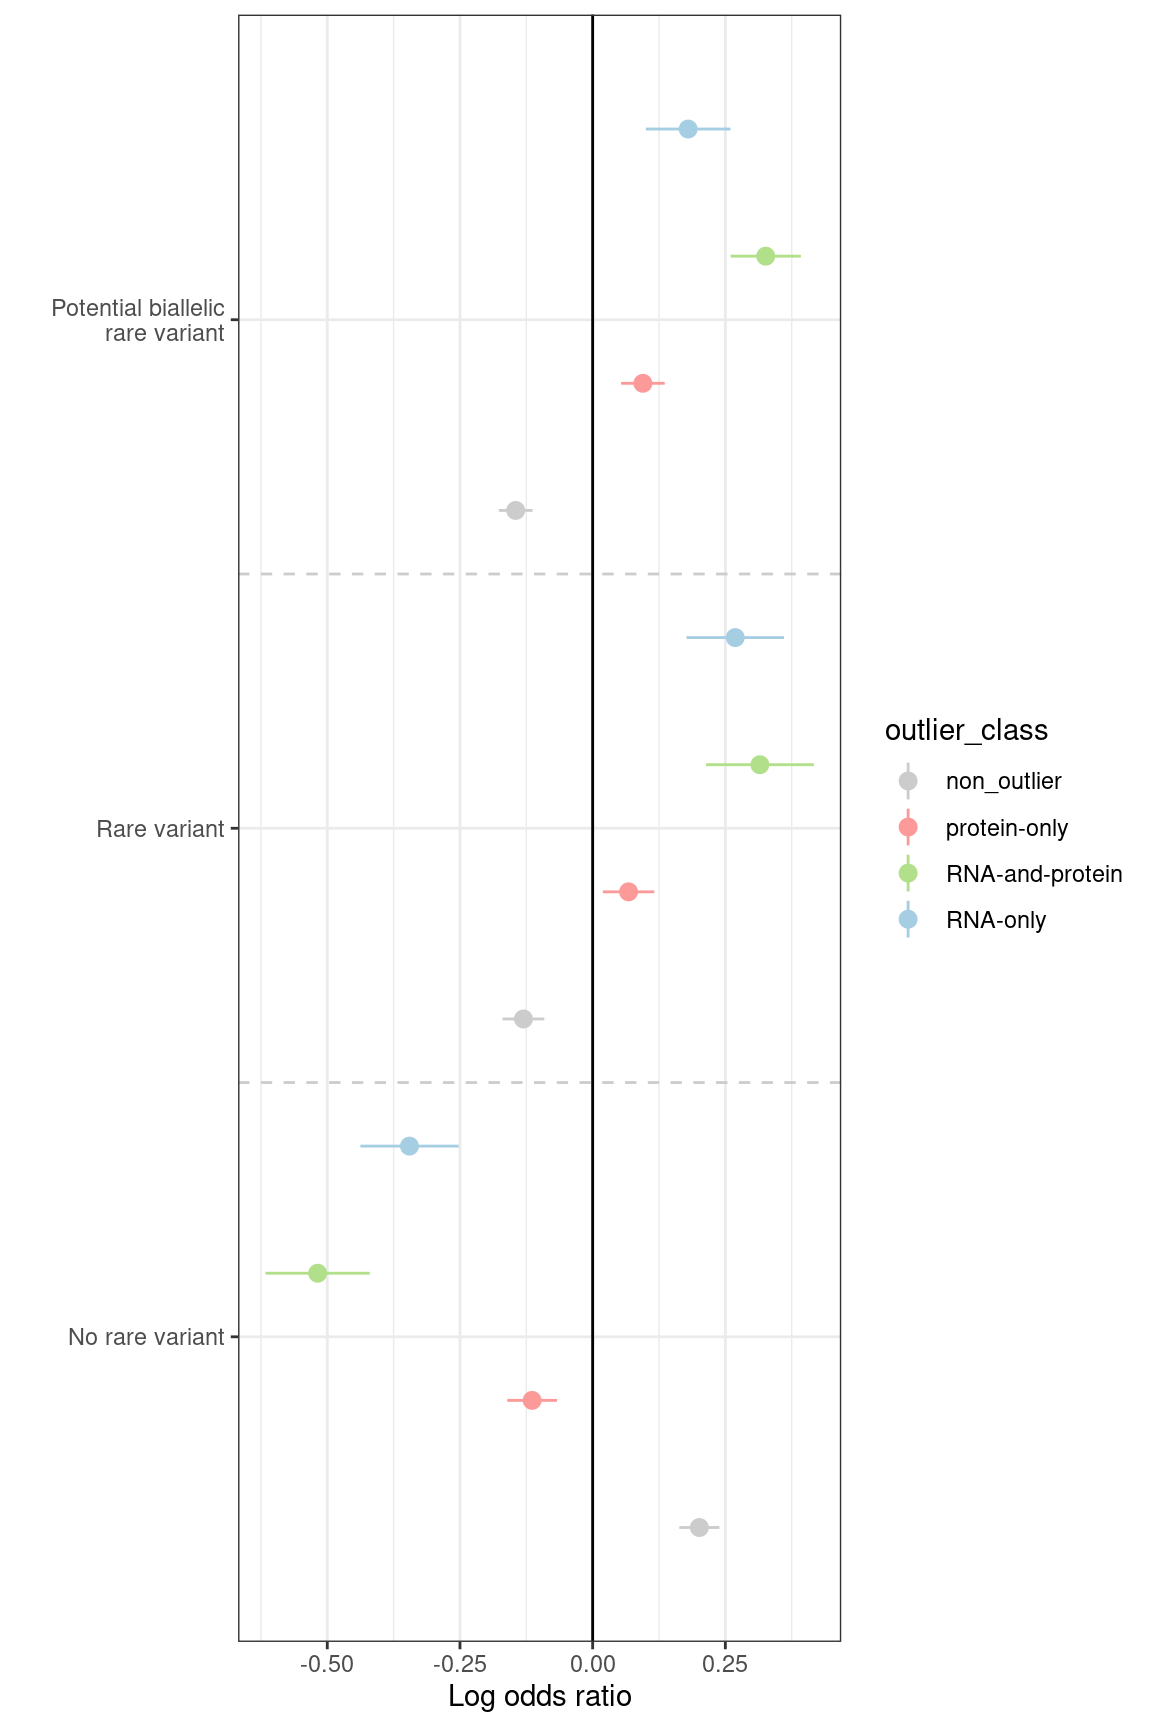 Potential biallelic
rare variant
Rare variant
No rare variant
-0.50
-0.25
0.00
0.25
Log odds ratio
outlier_class
non_outlier
protein-only
RNA-and-protein
RNA-only